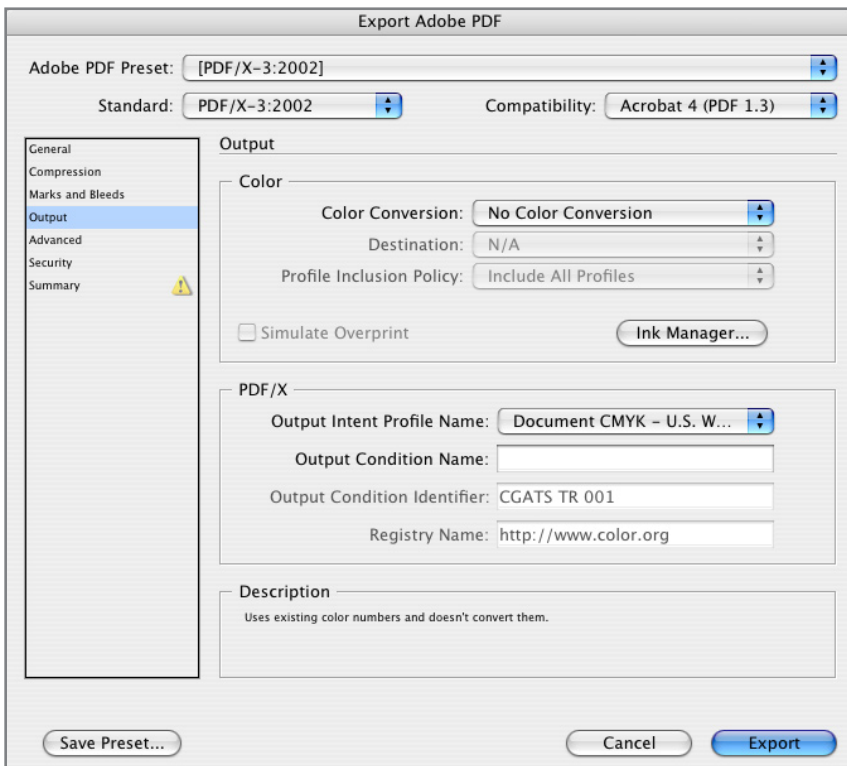 Export Adobe PDF
Adobe PDF Preset: [PDF/X-3:2002]
Standard: PDF/X-3:2002 Compatibility: Acrobat 4 (PDF 1.3)
General
Compression
Marks and Bleeds
Output
Advanced
Security
Summary
Output
Color
Color Conversion: No Color Conversion
Destination: N/A
Profile Inclusion Policy: Include All Profiles
Simulate Overprint Ink Manager...
PDF/X
Output Intent Profile Name: Document CMYK – U.S. W...
Output Condition Name:
Output Condition Identifier: CGATS TR 001
Registry Name: http://www.color.org
Description
Uses existing color numbers and doesn't convert them.
Save Preset... Cancel Export